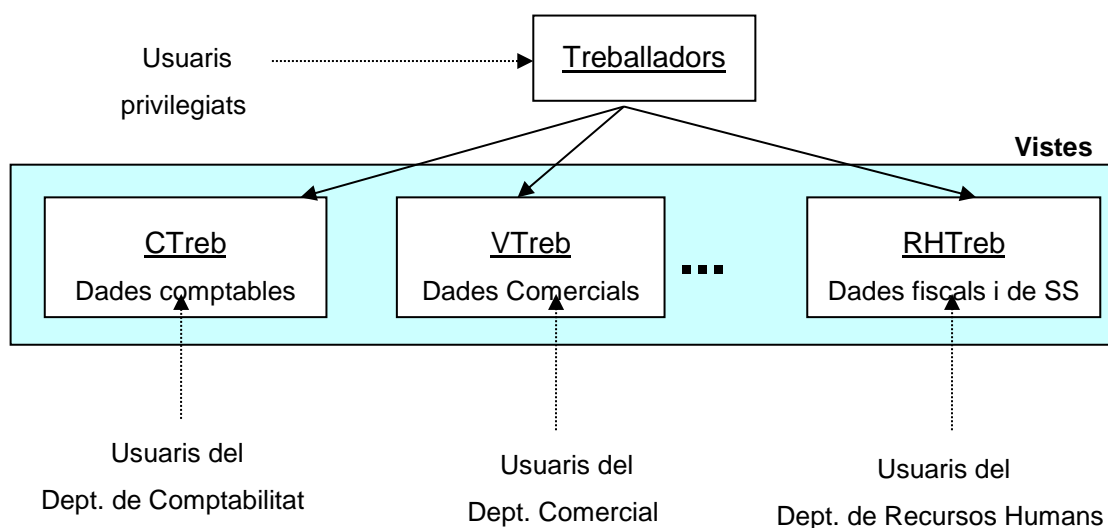 Usuaris
privilegiats
Treballadors
Vistes
CTreb
Dades comptables
VTreb
Dades Comercials
...
RHTreb
Dades fiscals i de SS
Usuaris del
Dept. de Comptabilitat
Usuaris del
Dept. Comercial
Usuaris del
Dept. de Recursos Humans